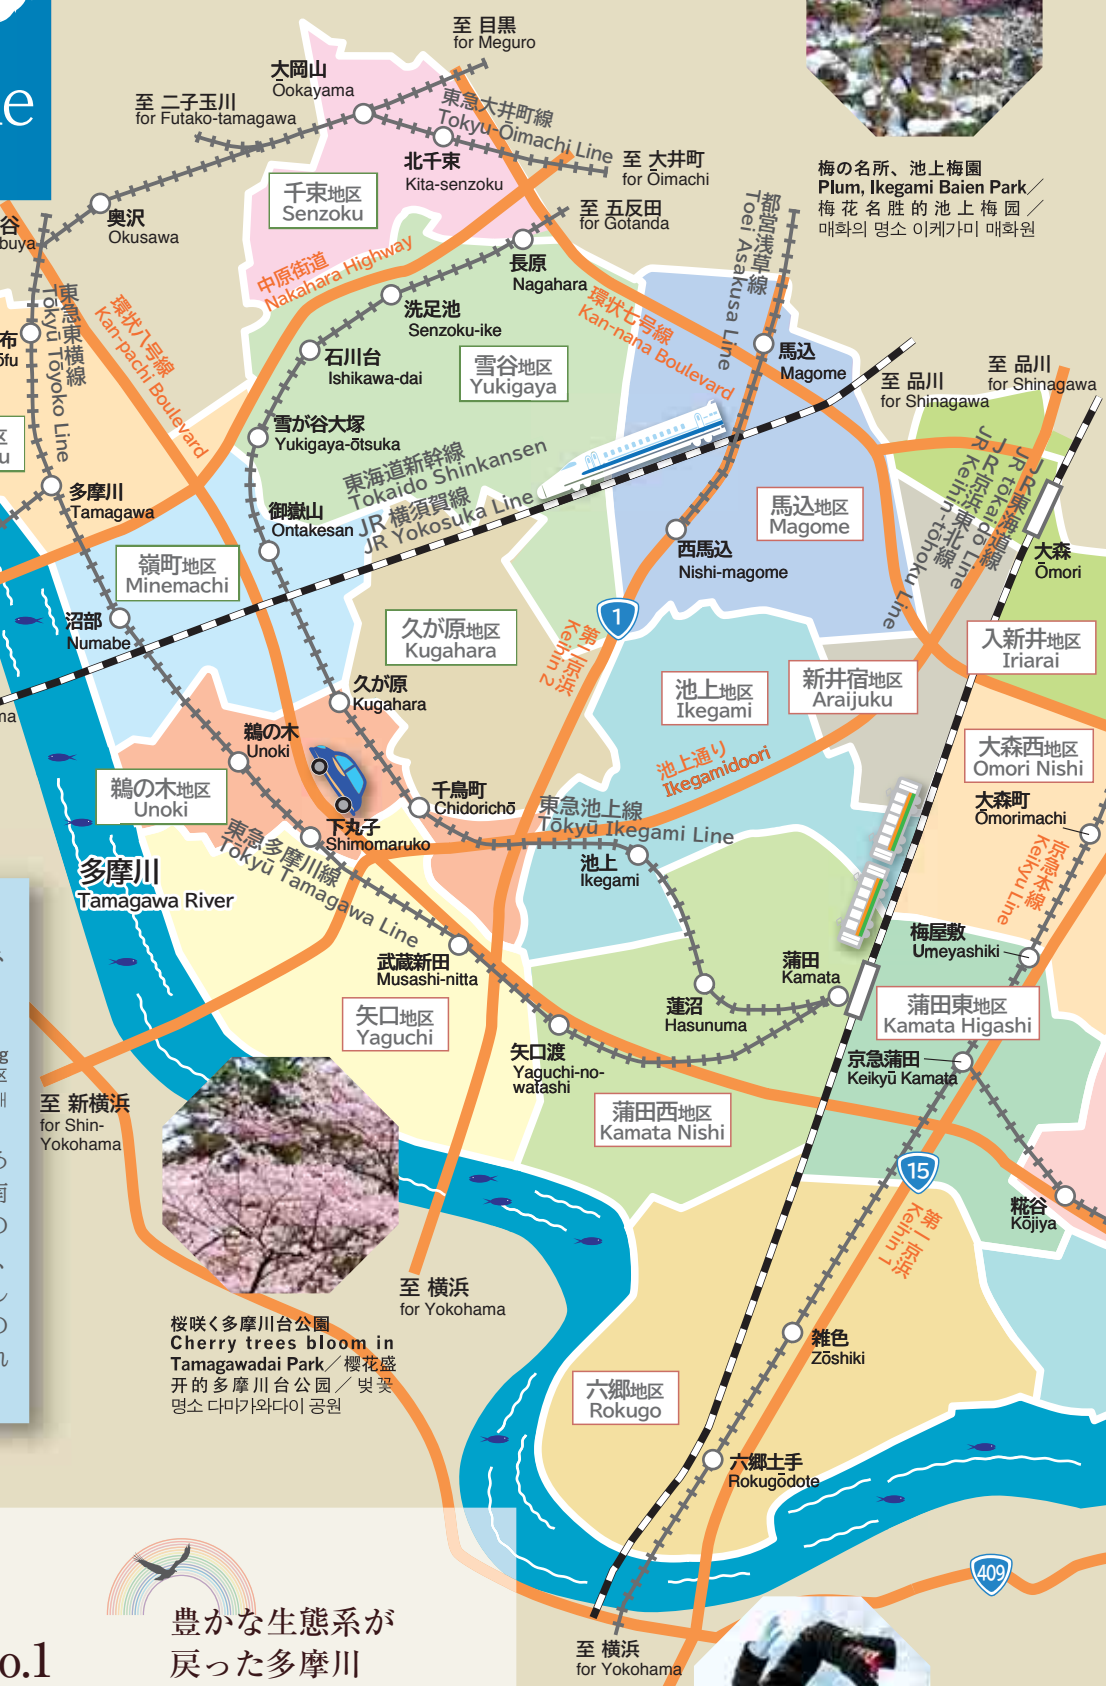 至 目黒
for Meguro
大岡山
Ōokayama
至 二子玉川
for Futako-tamagawa
東急大井町線
Tokyu-Ōimachi Line
北千束
Kita-senzoku
至 大井町
for Ōimachi
千束地区
Senzoku
至 五反田
for Gotanda
奥沢
Okusawa
梅の名所、池上梅園
Plum, Ikegami Baien Park／
梅花名胜的池上梅园／
매화의 명소 이케가미 매화원
都営浅草線
Toei Asakusa Line
中原街道
Nakahara Highway
長原
Nagahara
洗足池
Senzoku-ike
環状七号線
Kan-nana Boulevard
東急東横線
Tōkyū Tōyoko Line
環状八号線
Kan-pachi Boulevard
石川台
Ishikawa-dai
雪谷地区
Yukigaya
馬込
Magome
至 品川
for Shinagawa
至 品川
for Shinagawa
雪が谷大塚
Yukigaya-ōtsuka
東海道新幹線
Tokaido Shinkansen
JR 横須賀線
JR Yokosuka Line
多摩川
Tamagawa
御嶽山
Ontakesan
馬込地区
Magome
JR東海道線
JR tokaido Line
JR京浜東北線
JR Keihin-tohoku Line
西馬込
Nishi-magome
大森
Ōmori
嶺町地区
Minemachi
沼部
Numabe
久が原地区
Kugahara
1
第二京浜
Keihin 2
入新井地区
Iriarai
池上地区
Ikegami
新井宿地区
Araijuku
久が原
Kugahara
鵜の木
Unoki
池上通り
Ikegamidoori
大森西地区
Omori Nishi
鵜の木地区
Unoki
千鳥町
Chidorichō
大森町
Ōmorimachi
下丸子
Shimomaruko
東急池上線
Tōkyū Ikegami Line
東急多摩川線
Tōkyū Tamagawa Line
池上
Ikegami
京急本線
Keikyu Line
多摩川
Tamagawa River
武蔵新田
Musashi-nitta
蒲田
Kamata
梅屋敷
Umeyashiki
蓮沼
Hasunuma
矢口地区
Yaguchi
蒲田東地区
Kamata Higashi
矢口渡
Yaguchi-no-
watashi
京急蒲田
Keikyū Kamata
至 新横浜
for Shin-
Yokohama
蒲田西地区
Kamata Nishi
15
糀谷
Kōjiya
第一京浜
Keihin 1
至 横浜
for Yokohama
桜咲く多摩川台公園
Cherry trees bloom in
Tamagawadai Park／樱花盛
开的多摩川台公园／벚꽃
명소 다마가와다이 공원
雑色
Zōshiki
六郷地区
Rokugo
六郷土手
Rokugōdote
409
豊かな生態系が
戻った多摩川
o.1
至 横浜
for Yokohama